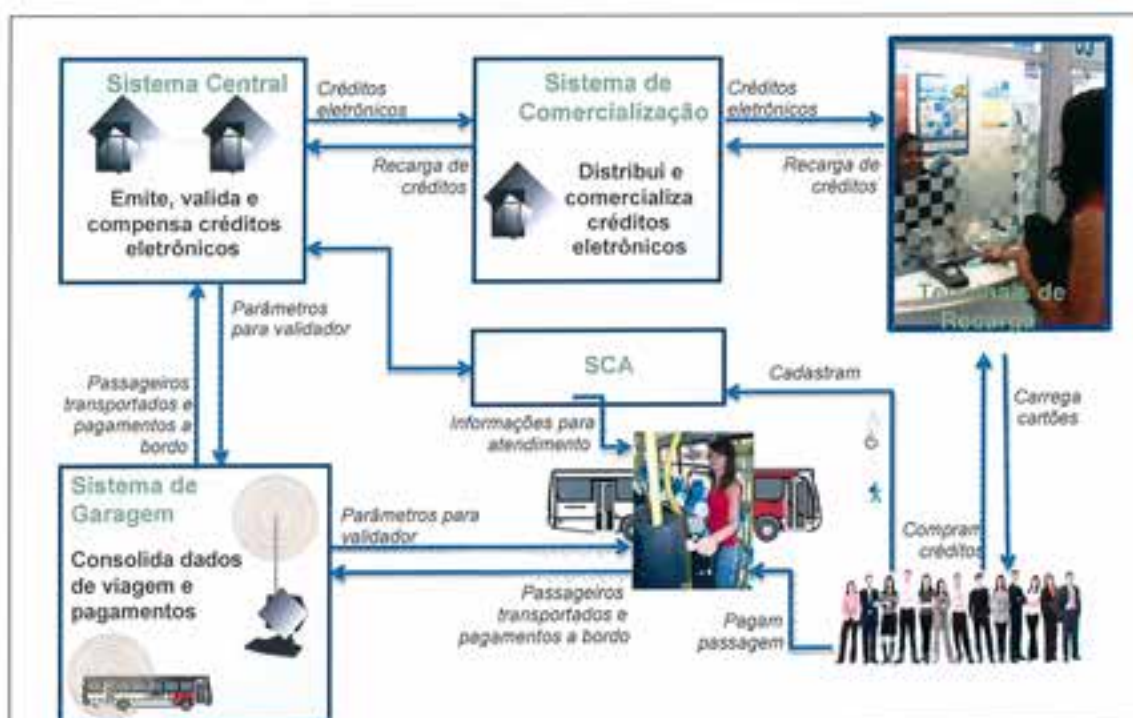 Sistema Central
Emite, valida e
compensa créditos
eletrônicos
Créditos
eletrônicos
Recarga de
créditos
Sistema de
Comercialização
Distribui e
comercializa
créditos
eletrônicos
Créditos
eletrônicos
Recarga de
créditos
Terminais de
Recarga
Parâmetros
para validador
Passageiros
transportados e
pagamentos a
bordo
SCA
Cadastram
Carrega
cartões
Informações para
atendimento
Sistema de
Garagem
Consolida dados
de viagem e
pagamentos
Parâmetros para
validador
Passageiros
transportados e
pagamentos a bordo
Compram
créditos
Pagam
passagem